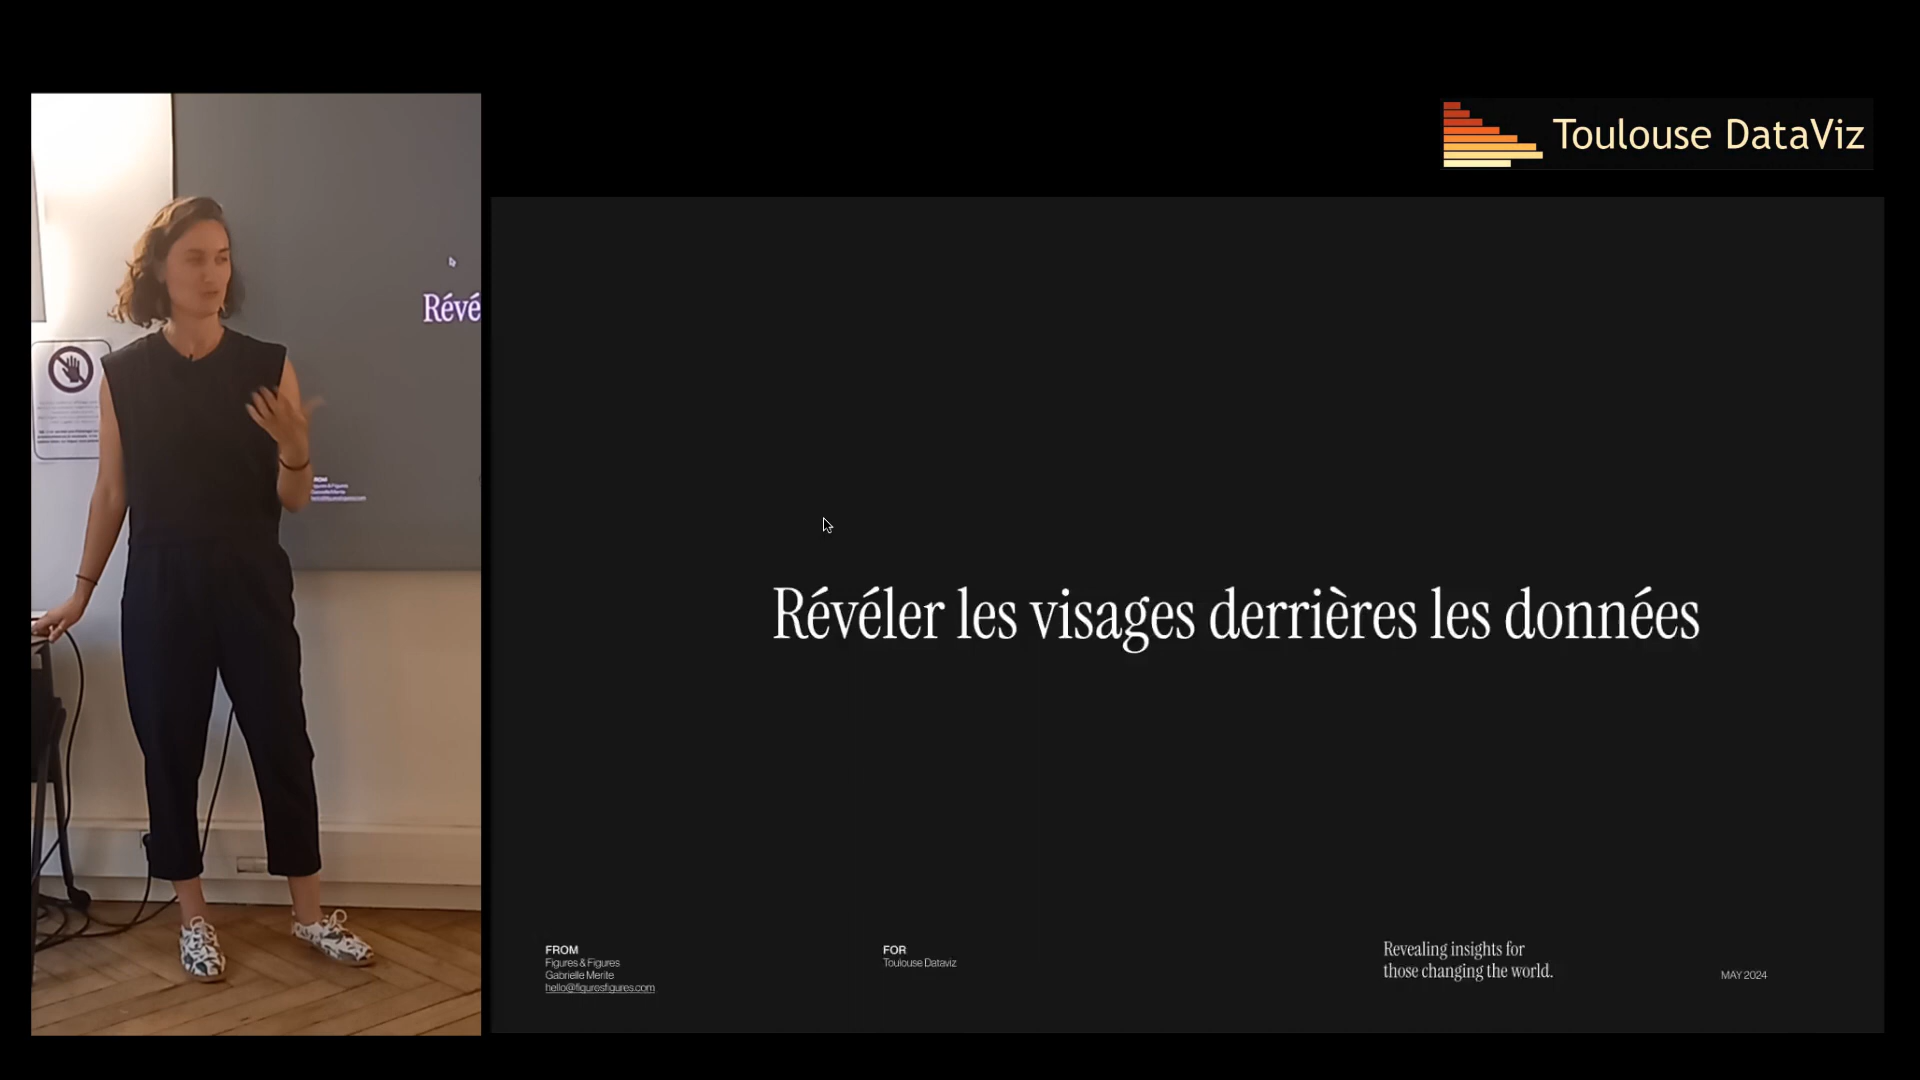 Toulouse DataViz
Révé
Révéler les visages derrières les données
FROM
Figures & Figures
Gabrielle Merite
hello@figuresfigures.com
FOR
Toulouse Dataviz
Revealing insights for
those changing the world.
MAY 2024